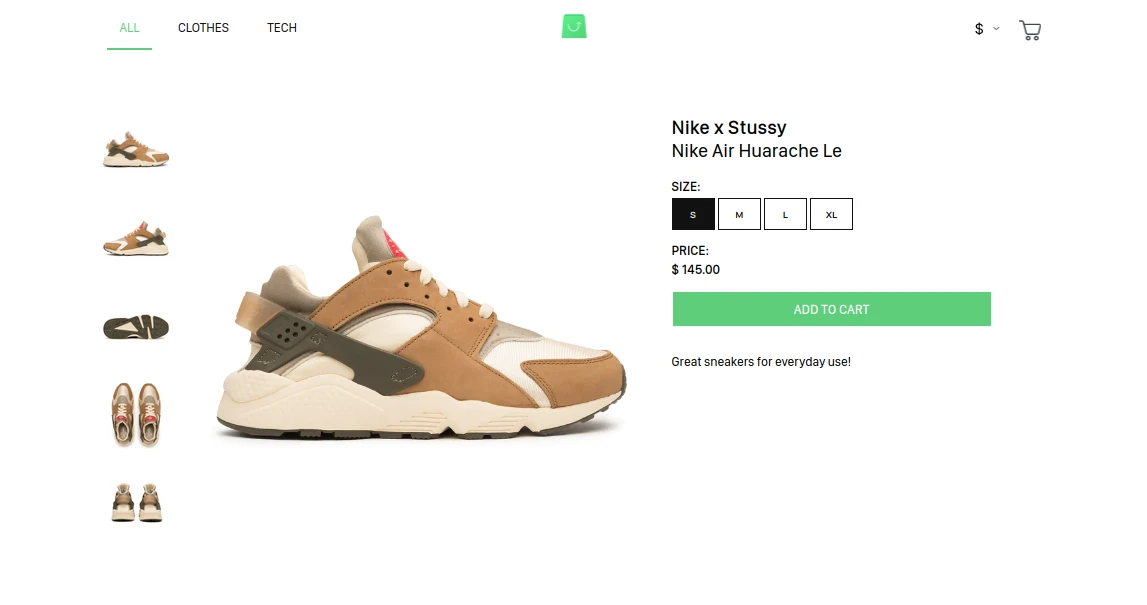 ALL CLOTHES TECH $
Nike x Stussy
Nike Air Huarache Le
SIZE:
S M L XL
PRICE:
$ 145.00
ADD TO CART
Great sneakers for everyday use!